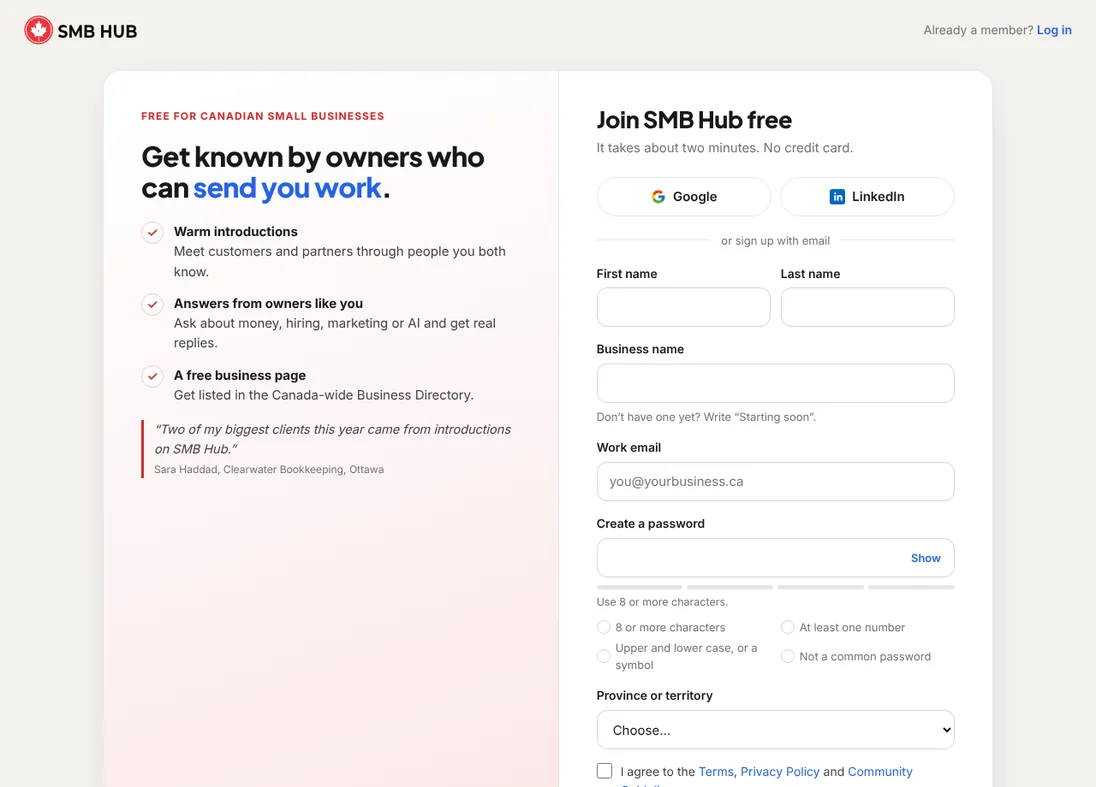 SMB HUB
Already a member? Log in
FREE FOR CANADIAN SMALL BUSINESSES
Get known by owners who
can send you work.
Warm introductions
Meet customers and partners through people you both
know.
Answers from owners like you
Ask about money, hiring, marketing or AI and get real
replies.
A free business page
Get listed in the Canada-wide Business Directory.
“Two of my biggest clients this year came from introductions
on SMB Hub.”
Sara Haddad, Clearwater Bookkeeping, Ottawa
Join SMB Hub free
It takes about two minutes. No credit card.
Google
in LinkedIn
or sign up with email
First name
Last name
Business name
Don’t have one yet? Write “Starting soon”.
Work email
you@yourbusiness.ca
Create a password
Show
Use 8 or more characters.
8 or more characters
At least one number
Upper and lower case, or a
symbol
Not a common password
Province or territory
Choose...
I agree to the Terms, Privacy Policy and Community